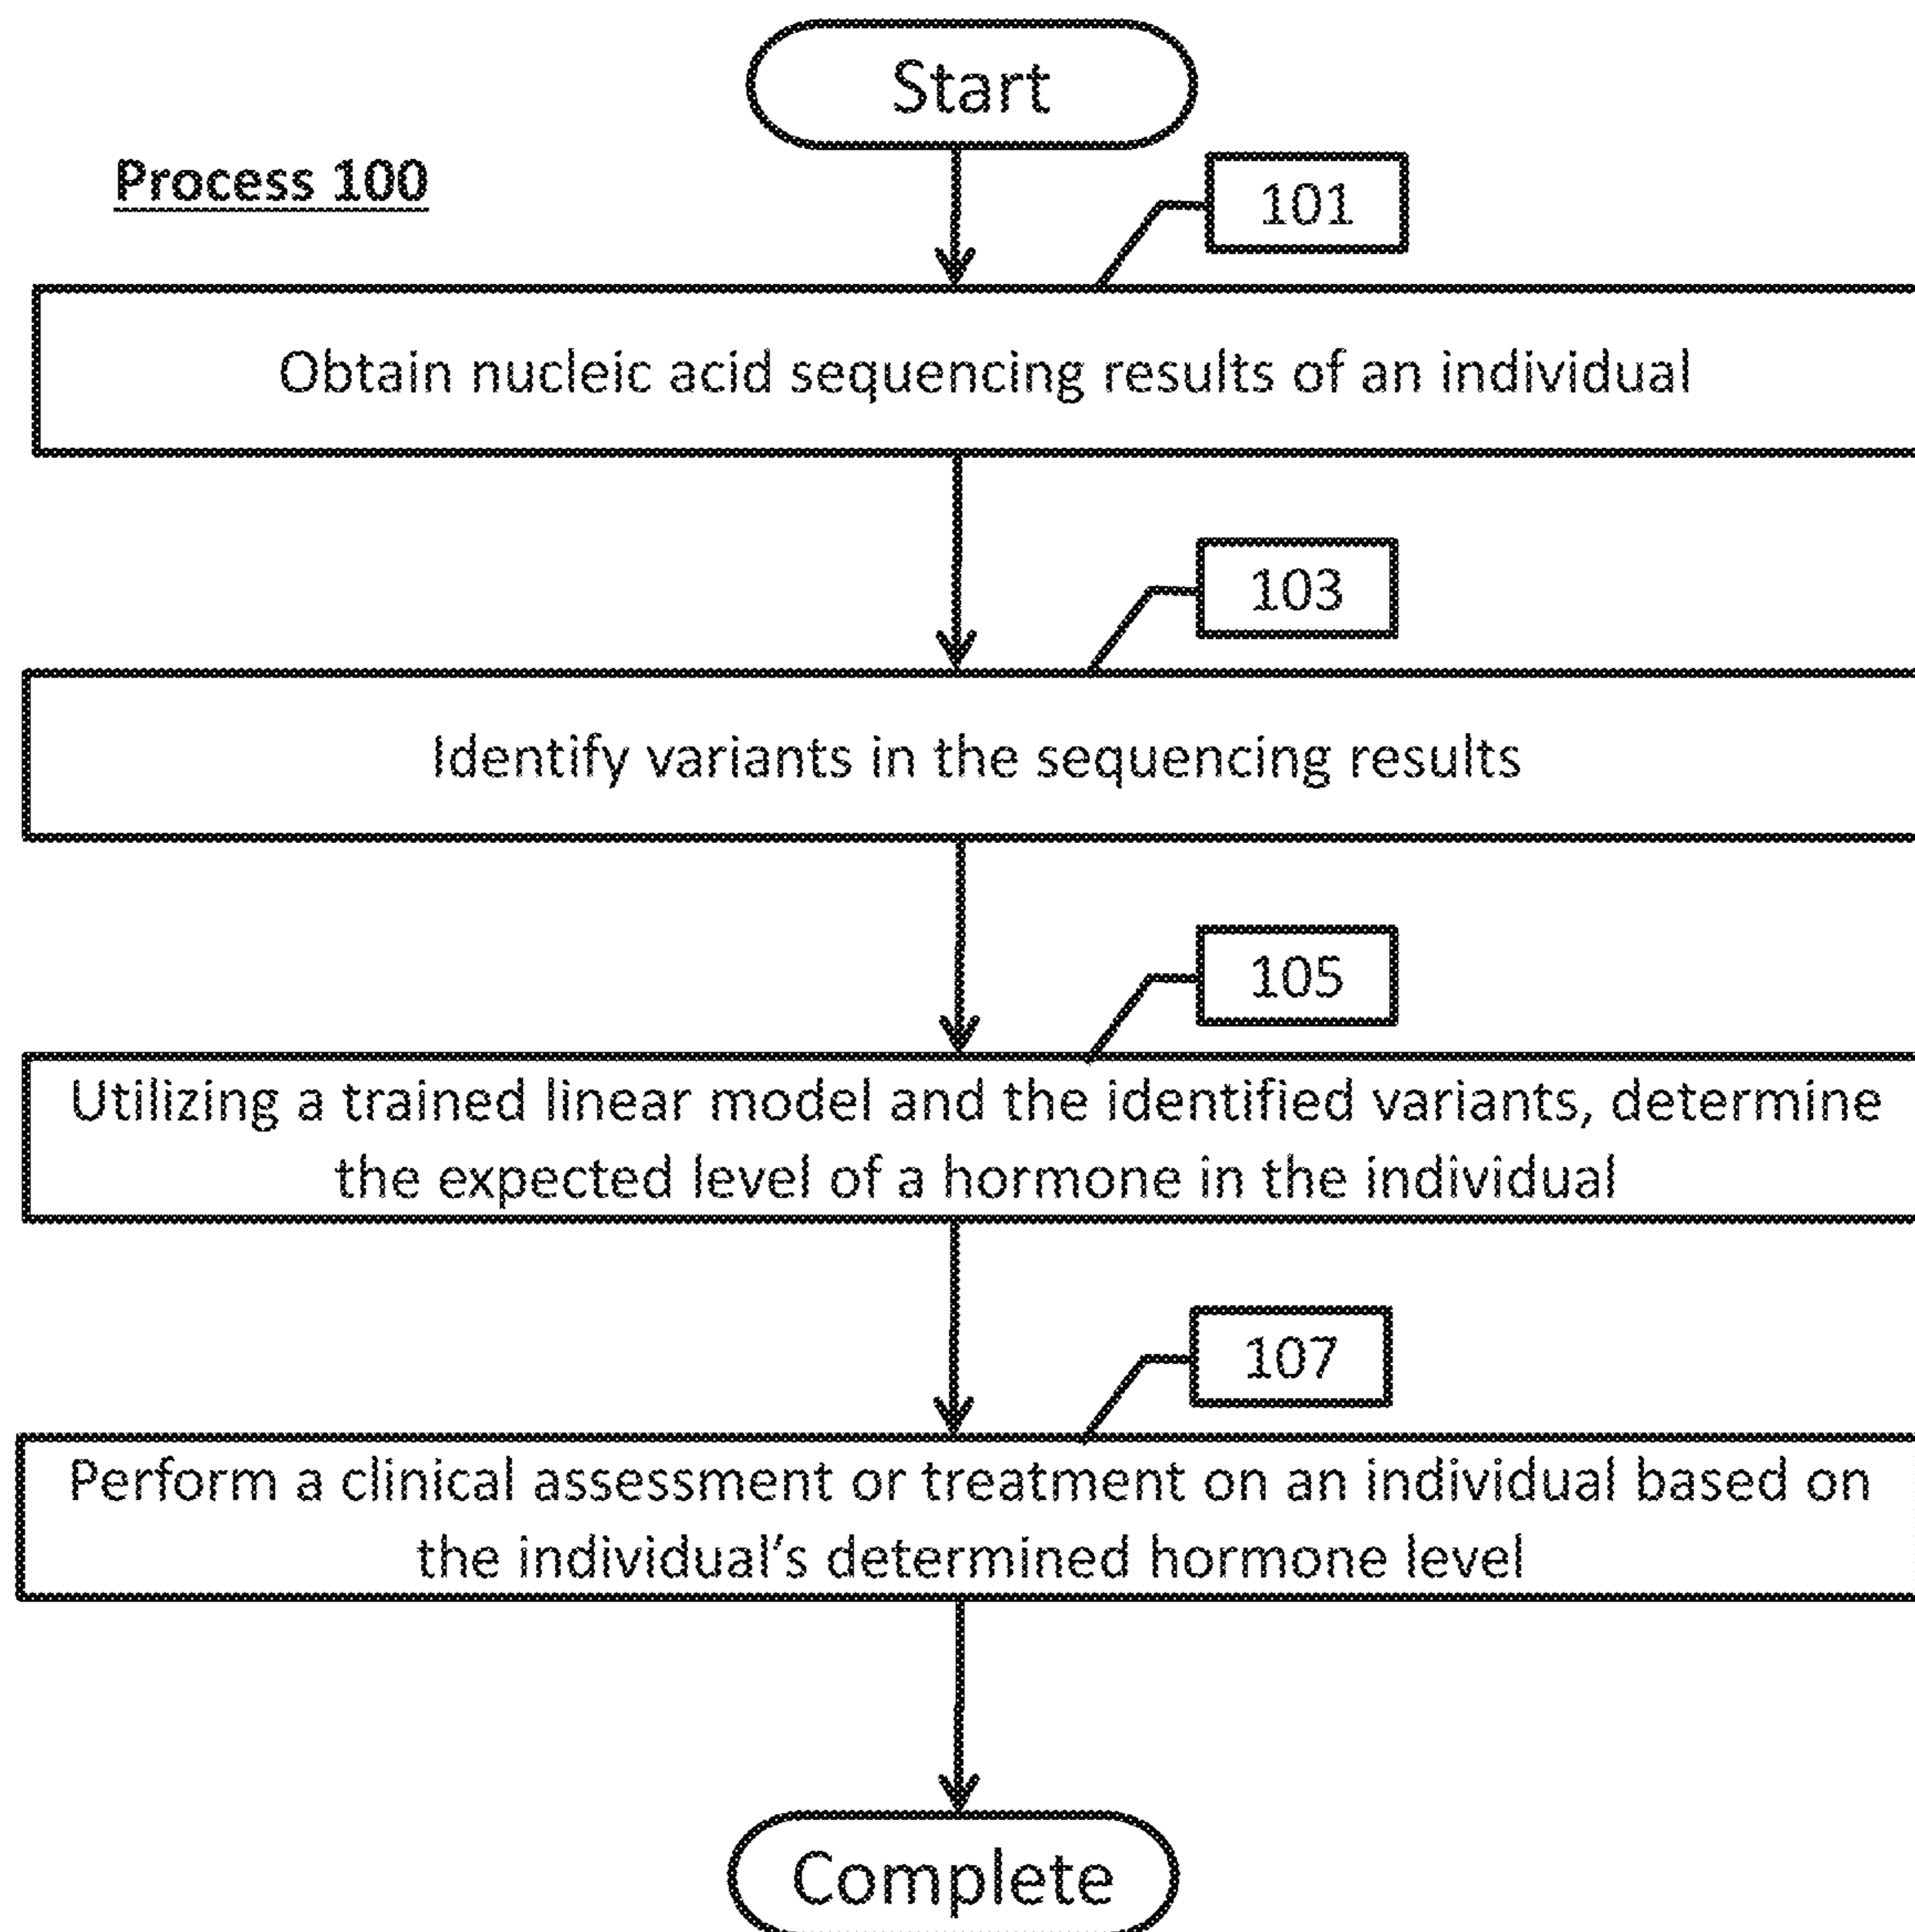 Start
Process 100
101
Obtain nucleic acid sequencing results of an individual
103
Identify variants in the sequencing results
105
Utilizing a trained linear model and the identified variants, determine
the expected level of a hormone in the individual
107
Perform a clinical assessment or treatment on an individual based on
the individual's determined hormone level
Complete